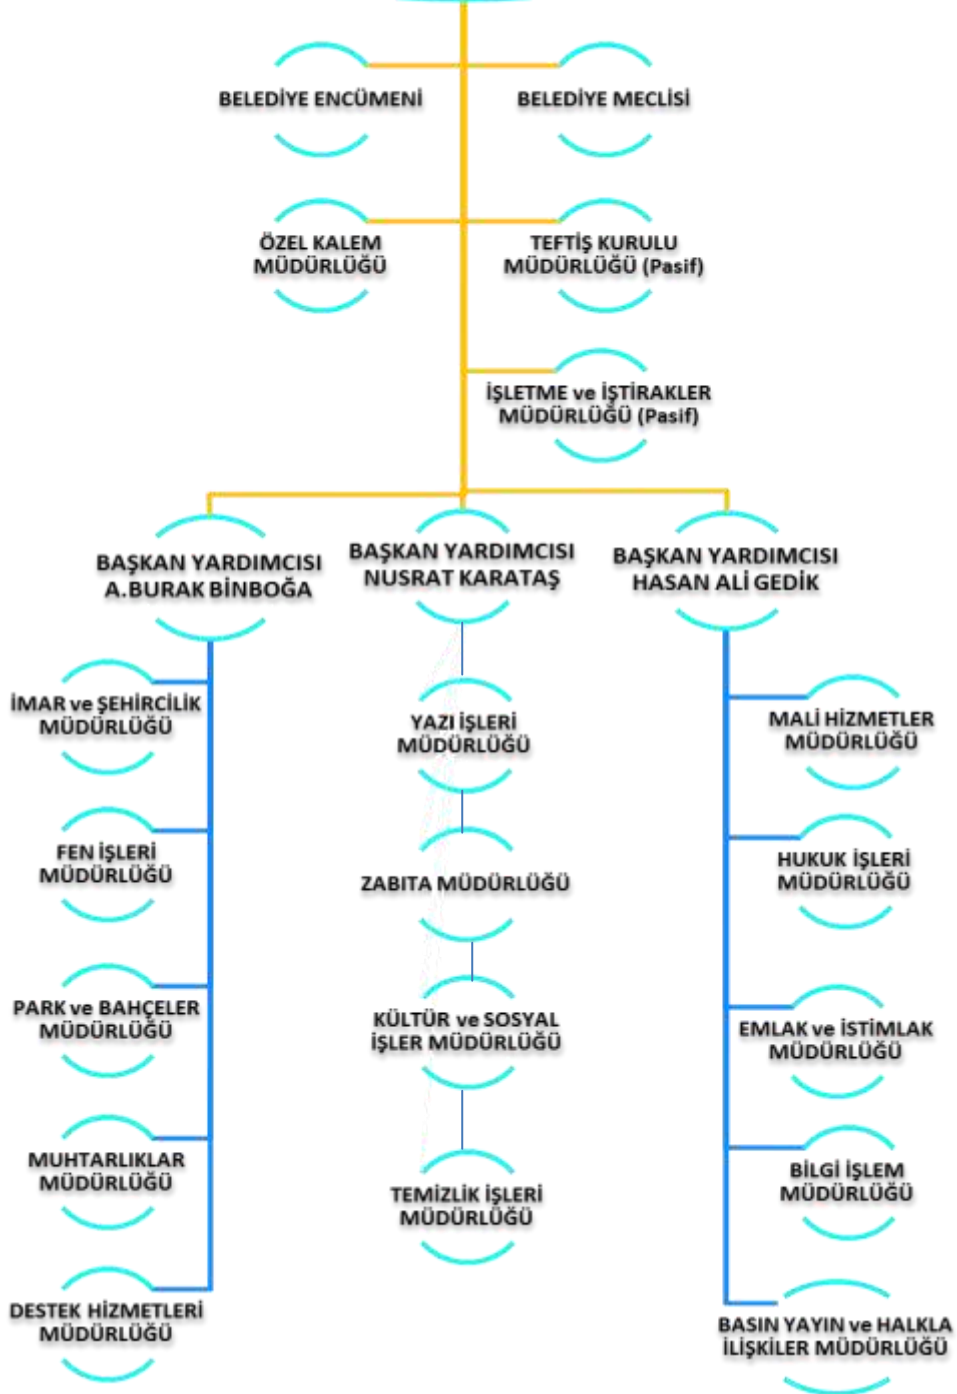 BELEDİYE ENCÜMENİ
BELEDİYE MECLİSİ
ÖZEL KALEM
MÜDÜRLÜĞÜ
TEFTİŞ KURULU
MÜDÜRLÜĞÜ (Pasif)
İŞLETME ve İŞTİRAKLER
MÜDÜRLÜĞÜ (Pasif)
BAŞKAN YARDIMCISI
A.BURAK BİNBOĞA
BAŞKAN YARDIMCISI
NUSRAT KARATAŞ
BAŞKAN YARDIMCISI
HASAN ALİ GEDİK
İMAR ve ŞEHİRCİLİK
MÜDÜRLÜĞÜ
FEN İŞLERİ
MÜDÜRLÜĞÜ
PARK ve BAHÇELER
MÜDÜRLÜĞÜ
MUHTARLIKLAR
MÜDÜRLÜĞÜ
DESTEK HİZMETLERİ
MÜDÜRLÜĞÜ
YAZI İŞLERİ
MÜDÜRLÜĞÜ
ZABITA MÜDÜRLÜĞÜ
KÜLTÜR ve SOSYAL
İŞLER MÜDÜRLÜĞÜ
TEMİZLİK İŞLERİ
MÜDÜRLÜĞÜ
MALİ HİZMETLER
MÜDÜRLÜĞÜ
HUKUK İŞLERİ
MÜDÜRLÜĞÜ
EMLAK ve İSTİMLAK
MÜDÜRLÜĞÜ
BİLGİ İŞLEM
MÜDÜRLÜĞÜ
BASIN YAYIN ve HALKLA
İLİŞKİLER MÜDÜRLÜĞÜ